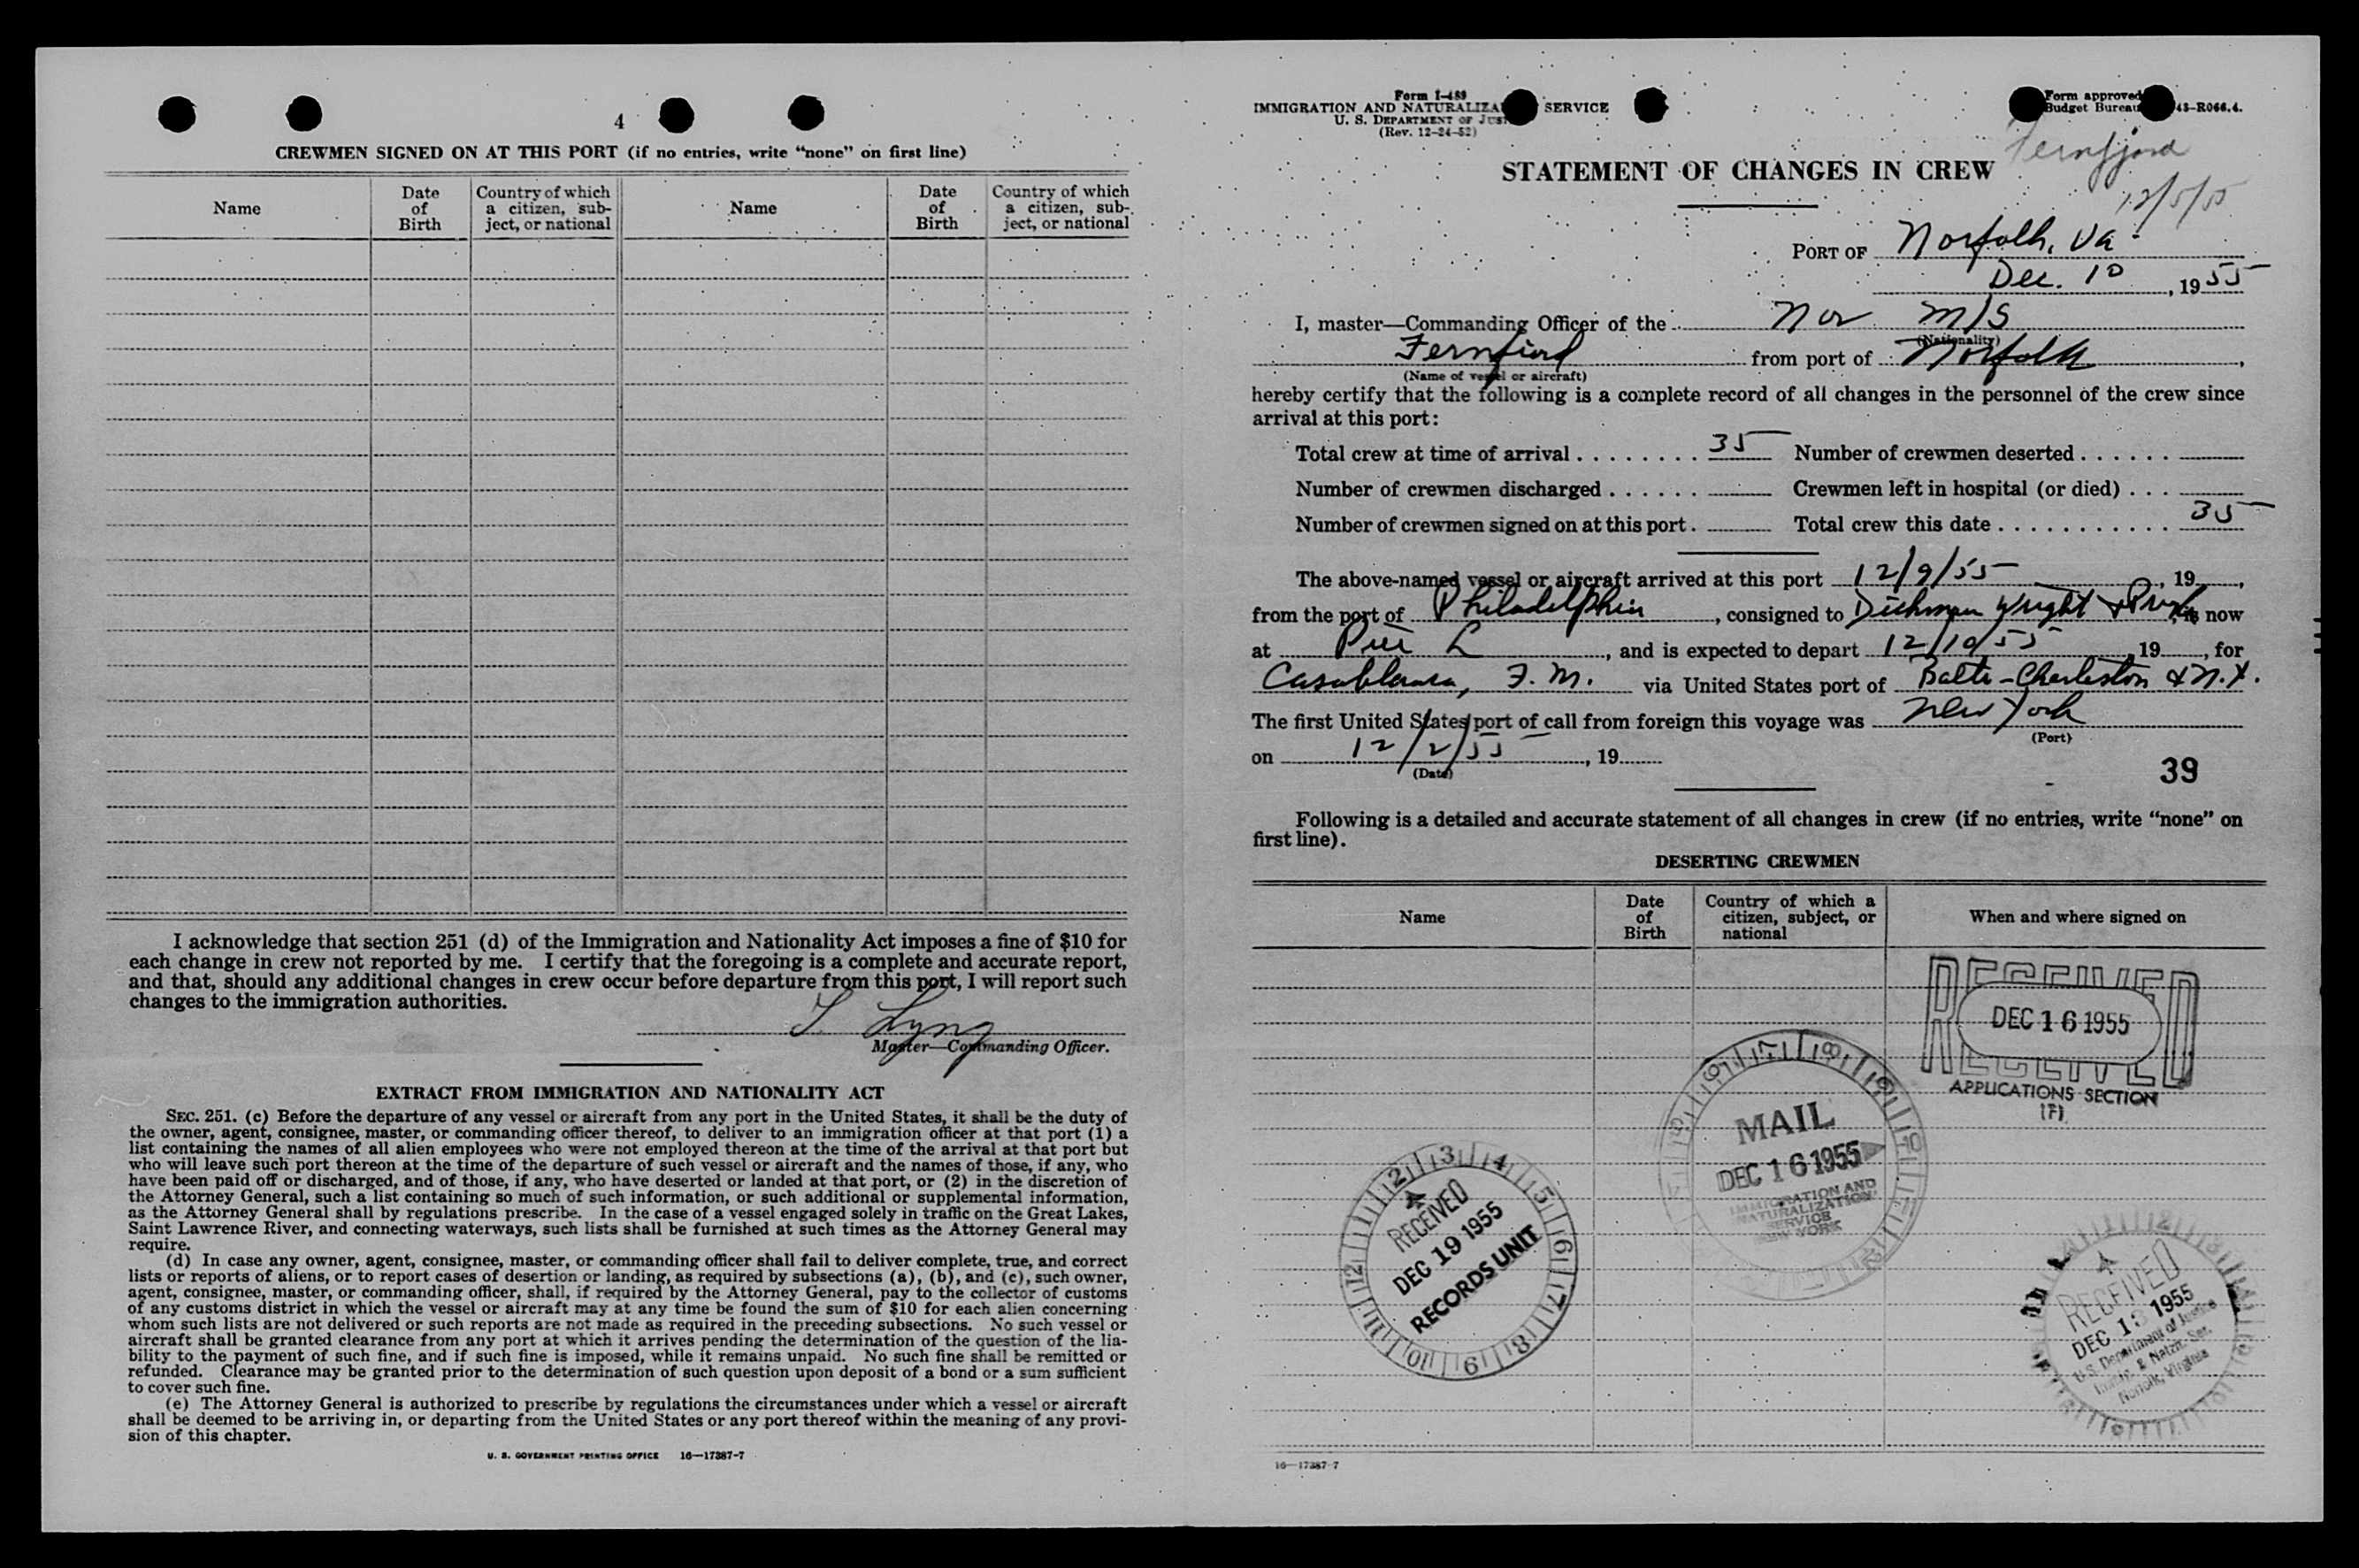 4
CREWMEN SIGNED ON AT THIS PORT (if no entries, write "none" on first line)
Name
Date of Birth
Country of which a citizen, sub-
ject, or national
Name
Date of Birth
Country of which a citizen, sub-
ject, or national
I acknowledge that section 251 (d) of the Immigration and Nationality Act imposes a fine of $10 for
each change in crew not reported by me. I certify that the foregoing is a complete and accurate report,
and that, should any additional changes in crew occur before departure from this port, I will report such
changes to the immigration authorities.
Lyng
Master—Commanding Officer.
EXTRACT FROM IMMIGRATION AND NATIONALITY ACT
SEC. 251. (c) Before the departure of any vessel or aircraft from any port in the United States, it shall be the duty of
the owner, agent, consignee, master, or commanding officer thereof, to deliver to an immigration officer at that port (1) a
list containing the names of all alien employees who were not employed thereon at the time of the arrival at that port but
who will leave such port thereon at the time of the departure of such vessel or aircraft and the names of those, if any, who
have been paid off or discharged, and of those, if any, who have deserted or landed at that port, or (2) in the discretion of
the Attorney General, such a list containing so much of such information, or such additional or supplemental information,
as the Attorney General shall by regulations prescribe. In the case of a vessel engaged solely in traffic on the Great Lakes,
Saint Lawrence River, and connecting waterways, such lists shall be furnished at such times as the Attorney General may
require.
(d) In case any owner, agent, consignee, master, or commanding officer shall fail to deliver complete, true, and correct
lists or reports of aliens, or to report cases of desertion or landing, as required by subsections (a), (b), and (c), such owner,
agent, consignee, master, or commanding officer, shall, if required by the Attorney General, pay to the collector of customs
of any customs district in which the vessel or aircraft may at any time be found the sum of $10 for each alien concerning
whom such lists are not delivered or such reports are not made as required in the preceding subsections. No such vessel or
aircraft shall be granted clearance from any port at which it arrives pending the determination of the question of the lia-
bility to the payment of such fine, and if such fine is imposed, while it remains unpaid. No such fine shall be remitted or
refunded. Clearance may be granted prior to the determination of such question upon deposit of a bond or a sum sufficient
to cover such fine.
(e) The Attorney General is authorized to prescribe by regulations the circumstances under which a vessel or aircraft
shall be deemed to be arriving in, or departing from the United States or any port thereof within the meaning of any provi-
sion of this chapter.
U. S. GOVERNMENT PRINTING OFFICE 16—17387-7
Form I-489
IMMIGRATION AND SERVICE
U. S. DEPARTMENT OF
(Rev. 12-24-52)
Form approved
Budget Bureau 43-R066.4.
Fernfjord
12/5/55
STATEMENT OF CHANGES IN CREW
PORT OF Norfolk, Va
Dec. 10, 1955
I, master—Commanding Officer of the Nor M/S
(Nationality)
Fernfjord from port of Norfolk,
(Name of vessel or aircraft)
hereby certify that the following is a complete record of all changes in the personnel of the crew since
arrival at this port:
Total crew at time of arrival . . . . . . . . 35 Number of crewmen deserted . . . . . .
Number of crewmen discharged . . . . . . Crewmen left in hospital (or died) . . .
Number of crewmen signed on at this port . Total crew this date . . . . . . . . . . . 35
The above-named vessel or aircraft arrived at this port 12/9/55, 19 ,
from the port of Philadelphia, consigned to Wright & is now
at Pier L, and is expected to depart 12/10/55, 19 , for
Casablanca, F. M. via United States port of Balto-Charleston & N.Y.
The first United States port of call from foreign this voyage was New York
(Port)
on 12/2/55, 19
(Date)
39
Following is a detailed and accurate statement of all changes in crew (if no entries, write "none" on
first line).
DESERTING CREWMEN
Name
Date of Birth
Country of which a citizen, subject, or national
When and where signed on
RECEIVED
DEC 16 1955
RECEIVED
APPLICATIONS SECTION
(F)
MAIL
DEC 16 1955
IMMIGRATION AND
NATURALIZATION
SERVICE
NEW YORK
RECEIVED
DEC 19 1955
RECORDS UNIT
RECEIVED
DEC 13 1955
U.S. Department of Justice
Immig. & Natzn. Ser.
Norfolk, Virginia
16—17387-7